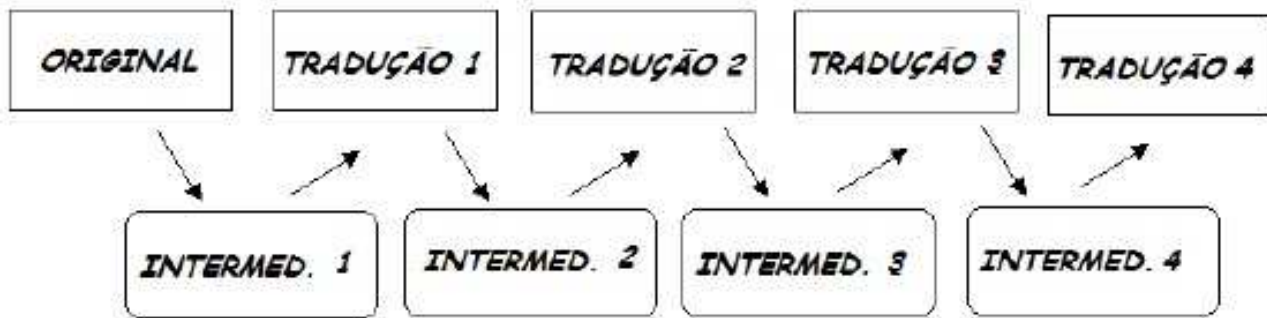 ORIGINAL
TRADUÇÃO 1
TRADUÇÃO 2
TRADUÇÃO 3
TRADUÇÃO 4
INTERMED. 1
INTERMED. 2
INTERMED. 3
INTERMED. 4